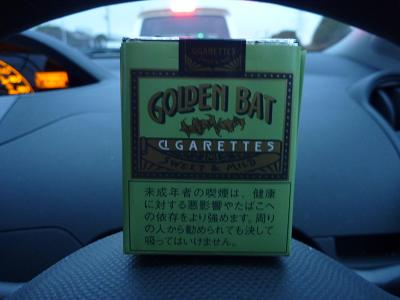 CIGARETTES
GOLDEN BAT
CIGARETTES
SWEET & MILD
未成年者の喫煙は、健康
に対する悪影響やたばこへ
の依存をより強めます。周り
の人から勧められても決して
吸ってはいけません。